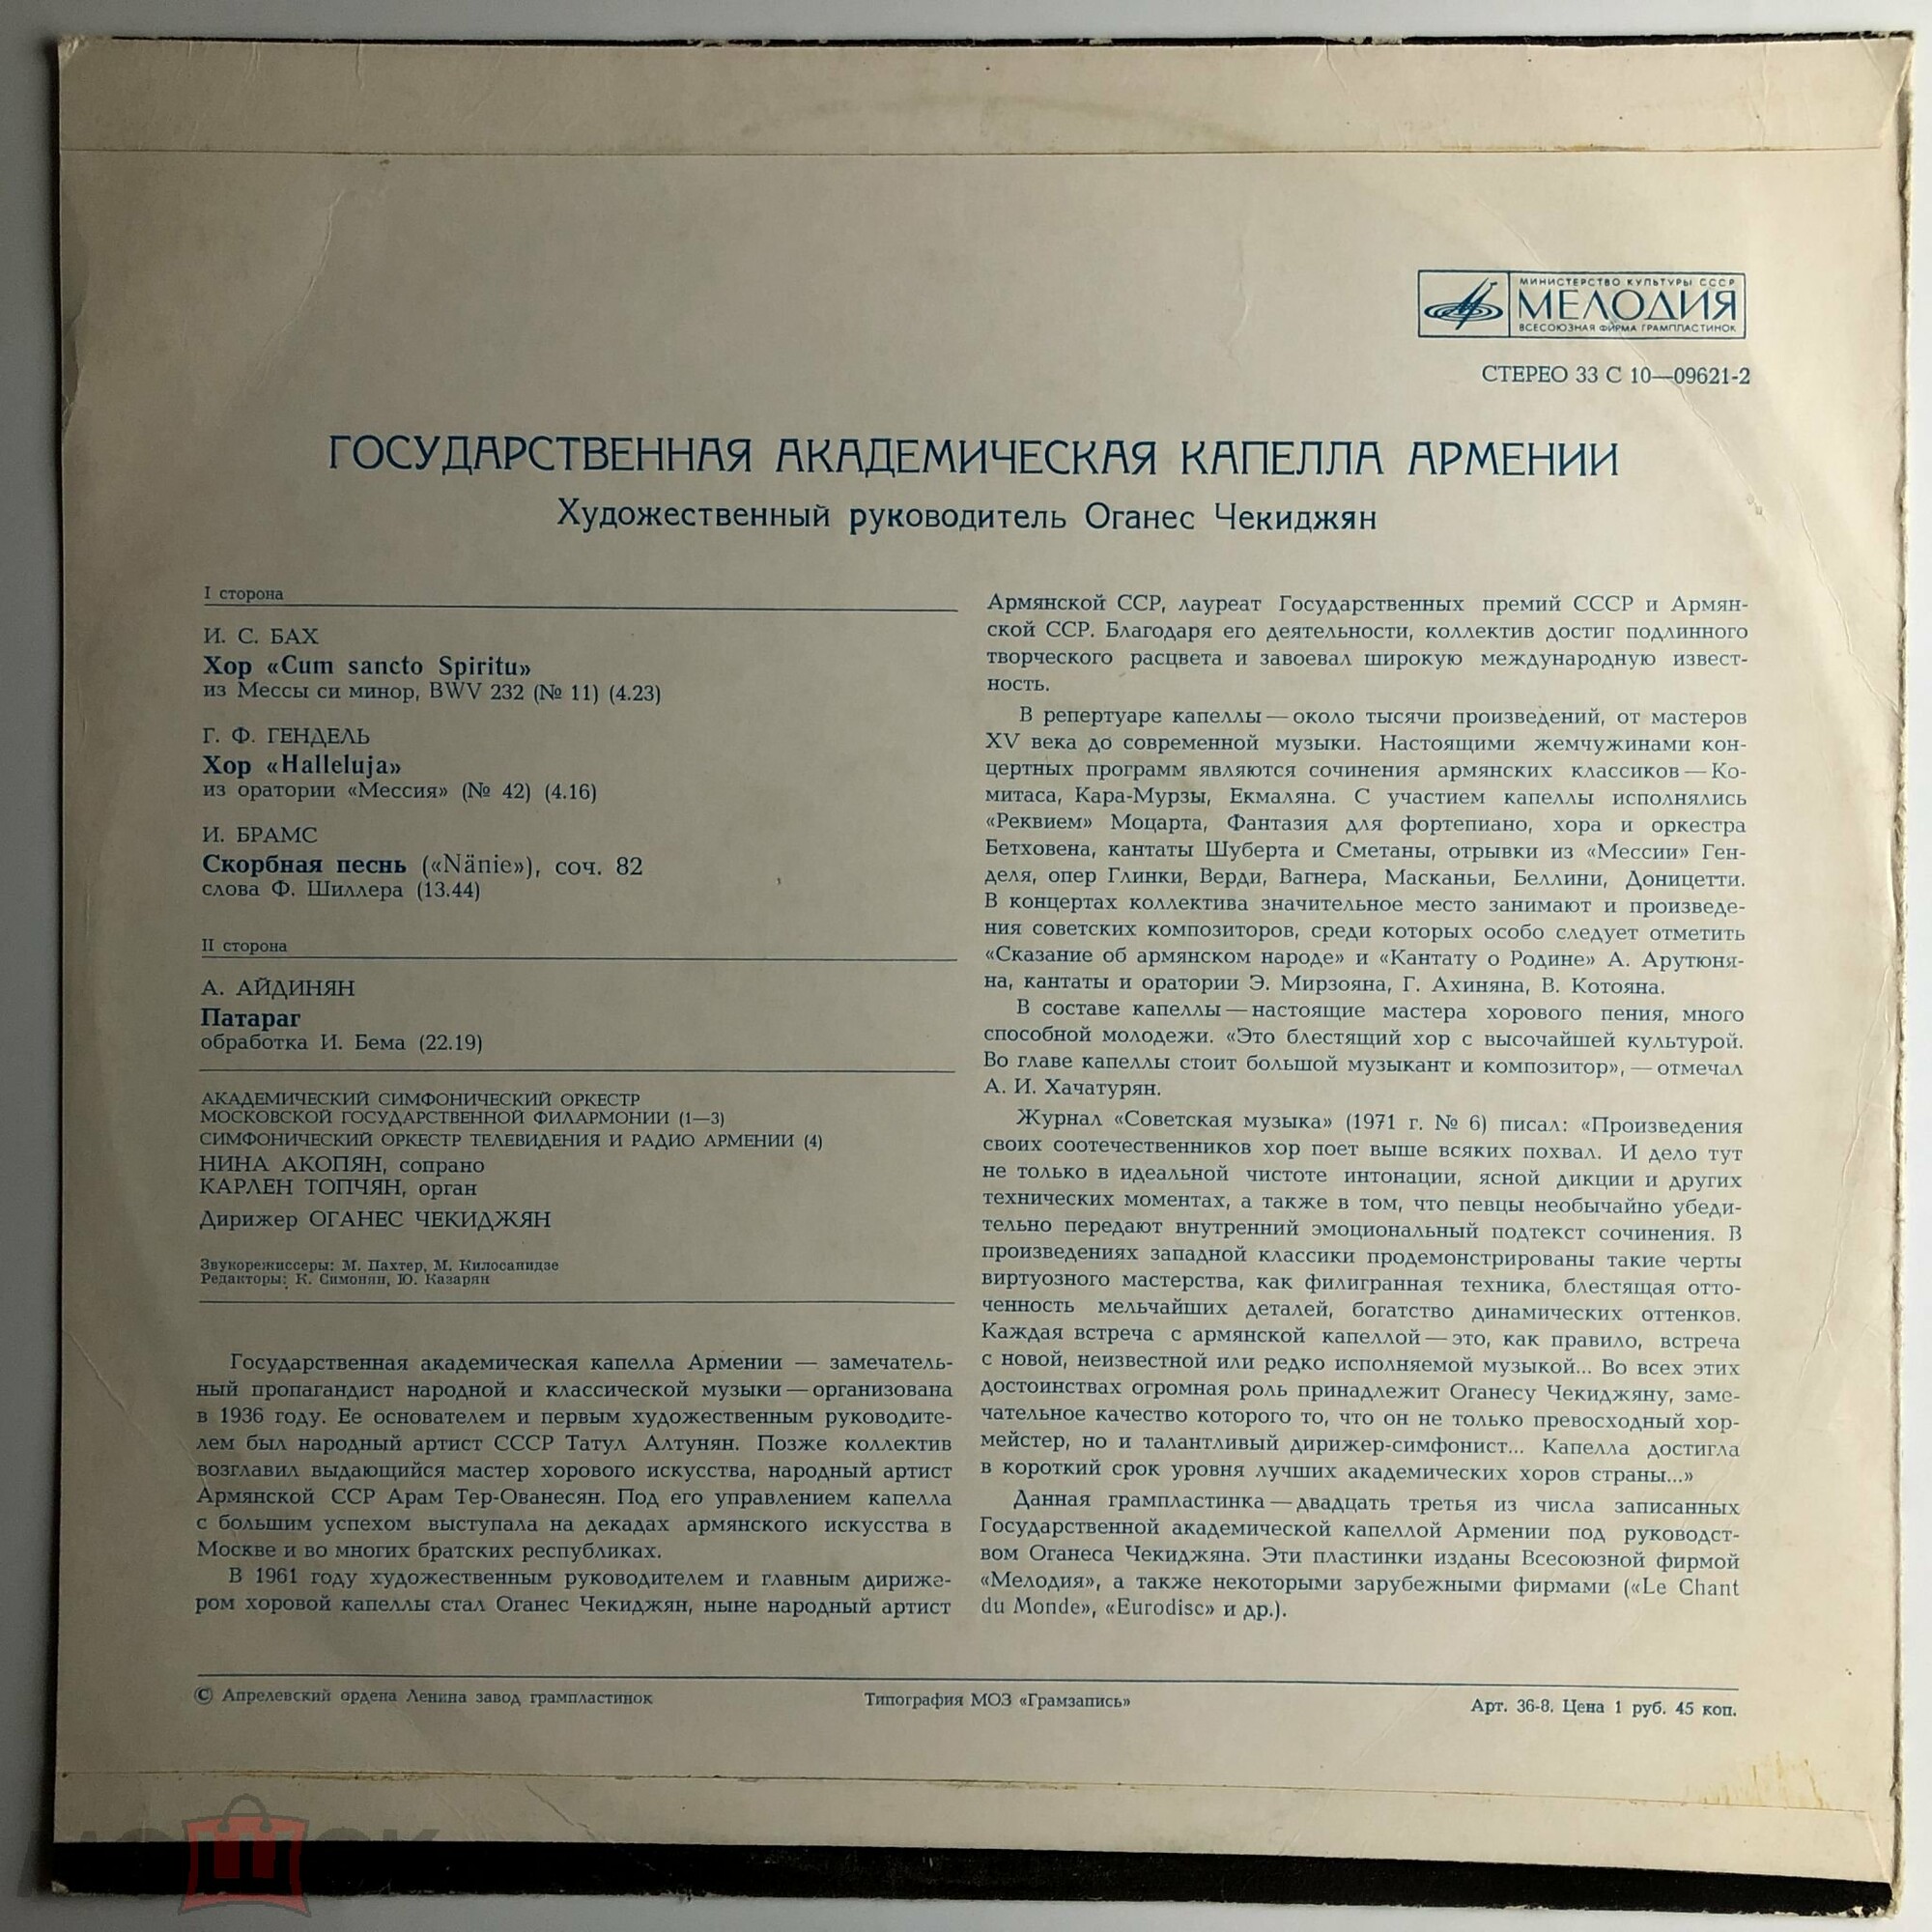 МИНИСТЕРСТВО КУЛЬТУРЫ СССР
МЕЛОДИЯ
ВСЕСОЮЗНАЯ ФИРМА ГРАМПЛАСТИНОК
СТЕРЕО 33 С 10—09621-2
ГОСУДАРСТВЕННАЯ АКАДЕМИЧЕСКАЯ КАПЕЛЛА АРМЕНИИ
Художественный руководитель Оганес Чекиджян
I сторона
И. С. БАХ
Хор «Cum sancto Spiritu»
из Мессы си минор, BWV 232 (№ 11) (4.23)
Г. Ф. ГЕНДЕЛЬ
Хор «Halleluja»
из оратории «Мессия» (№ 42) (4.16)
И. БРАМС
Скорбная песнь («Nänie»), соч. 82
слова Ф. Шиллера (13.44)
II сторона
А. АЙДИНЯН
Патараг
обработка И. Бема (22.19)
АКАДЕМИЧЕСКИЙ СИМФОНИЧЕСКИЙ ОРКЕСТР
МОСКОВСКОЙ ГОСУДАРСТВЕННОЙ ФИЛАРМОНИИ (1—3)
СИМФОНИЧЕСКИЙ ОРКЕСТР ТЕЛЕВИДЕНИЯ И РАДИО АРМЕНИИ (4)
НИНА АКОПЯН, сопрано
КАРЛЕН ТОПЧЯН, орган
Дирижер ОГАНЕС ЧЕКИДЖЯН
Звукорежиссеры: М. Пахтер, М. Килосанидзе
Редакторы: К. Симонян, Ю. Казарян
Государственная академическая капелла Армении — замечатель-
ный пропагандист народной и классической музыки — организована
в 1936 году. Ее основателем и первым художественным руководите-
лем был народный артист СССР Татул Алтунян. Позже коллектив
возглавил выдающийся мастер хорового искусства, народный артист
Армянской ССР Арам Тер-Ованесян. Под его управлением капелла
с большим успехом выступала на декадах армянского искусства в
Москве и во многих братских республиках.
В 1961 году художественным руководителем и главным дириже-
ром хоровой капеллы стал Оганес Чекиджян, ныне народный артист
Армянской ССР, лауреат Государственных премий СССР и Армян-
ской ССР. Благодаря его деятельности, коллектив достиг подлинного
творческого расцвета и завоевал широкую международную извест-
ность.
В репертуаре капеллы — около тысячи произведений, от мастеров
XV века до современной музыки. Настоящими жемчужинами кон-
цертных программ являются сочинения армянских классиков — Ко-
митаса, Кара-Мурзы, Екмаляна. С участием капеллы исполнялись
«Реквием» Моцарта, Фантазия для фортепиано, хора и оркестра
Бетховена, кантаты Шуберта и Сметаны, отрывки из «Мессии» Ген-
деля, опер Глинки, Верди, Вагнера, Масканьи, Беллини, Доницетти.
В концертах коллектива значительное место занимают и произведе-
ния советских композиторов, среди которых особо следует отметить
«Сказание об армянском народе» и «Кантату о Родине» А. Арутюня-
на, кантаты и оратории Э. Мирзояна, Г. Ахиняна, В. Котояна.
В составе капеллы — настоящие мастера хорового пения, много
способной молодежи. «Это блестящий хор с высочайшей культурой.
Во главе капеллы стоит большой музыкант и композитор», — отмечал
А. И. Хачатурян.
Журнал «Советская музыка» (1971 г. № 6) писал: «Произведения
своих соотечественников хор поет выше всяких похвал. И дело тут
не только в идеальной чистоте интонации, ясной дикции и других
технических моментах, а также в том, что певцы необычайно убеди-
тельно передают внутренний эмоциональный подтекст сочинения. В
произведениях западной классики продемонстрированы такие черты
виртуозного мастерства, как филигранная техника, блестящая отто-
ченность мельчайших деталей, богатство динамических оттенков.
Каждая встреча с армянской капеллой — это, как правило, встреча
с новой, неизвестной или редко исполняемой музыкой... Во всех этих
достоинствах огромная роль принадлежит Оганесу Чекиджяну, заме-
чательное качество которого то, что он не только превосходный хор-
мейстер, но и талантливый дирижер-симфонист... Капелла достигла
в короткий срок уровня лучших академических хоров страны...»
Данная грампластинка — двадцать третья из числа записанных
Государственной академической капеллой Армении под руководст-
вом Оганеса Чекиджяна. Эти пластинки изданы Всесоюзной фирмой
«Мелодия», а также некоторыми зарубежными фирмами («Le Chant
du Monde», «Eurodisc» и др.).
© Апрелевский ордена Ленина завод грампластинок
Типография МОЗ «Грамзапись»
Арт. 36-8. Цена 1 руб. 45 коп.